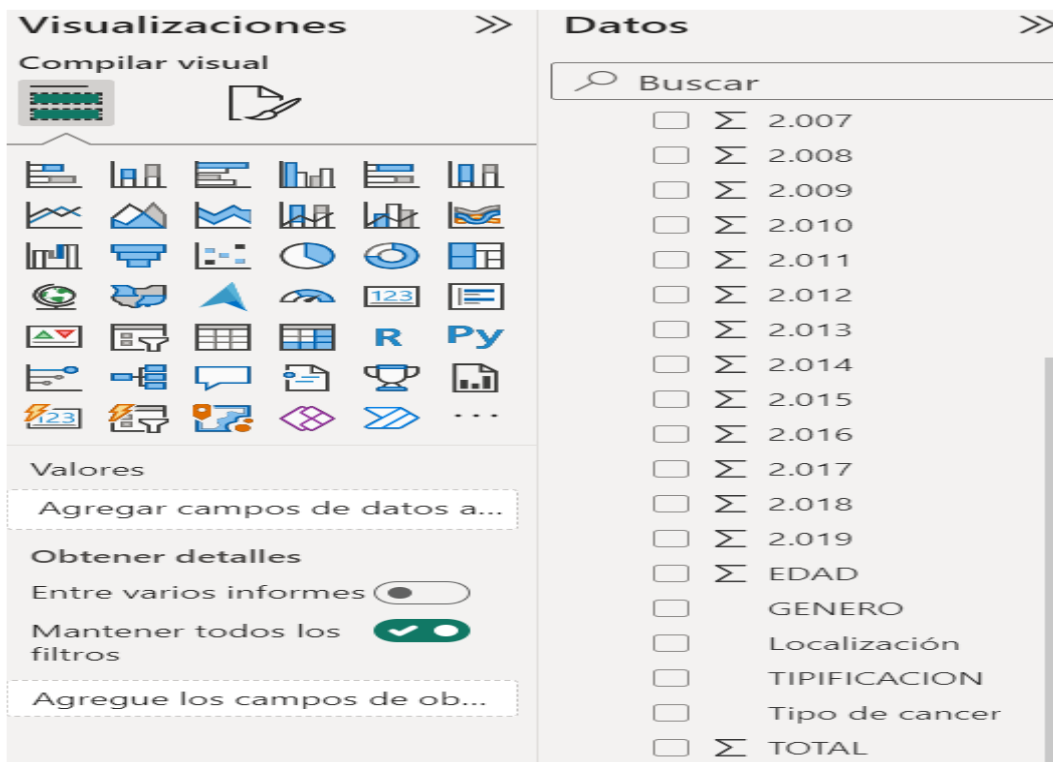 Visualizaciones
Compilar visual
123
R
Py
123
Valores
Agregar campos de datos a...
Obtener detalles
Entre varios informes
Mantener todos los
filtros
Agregue los campos de ob...
Datos
Buscar
2.007
2.008
2.009
2.010
2.011
2.012
2.013
2.014
2.015
2.016
2.017
2.018
2.019
EDAD
GENERO
Localización
TIPIFICACION
Tipo de cancer
TOTAL